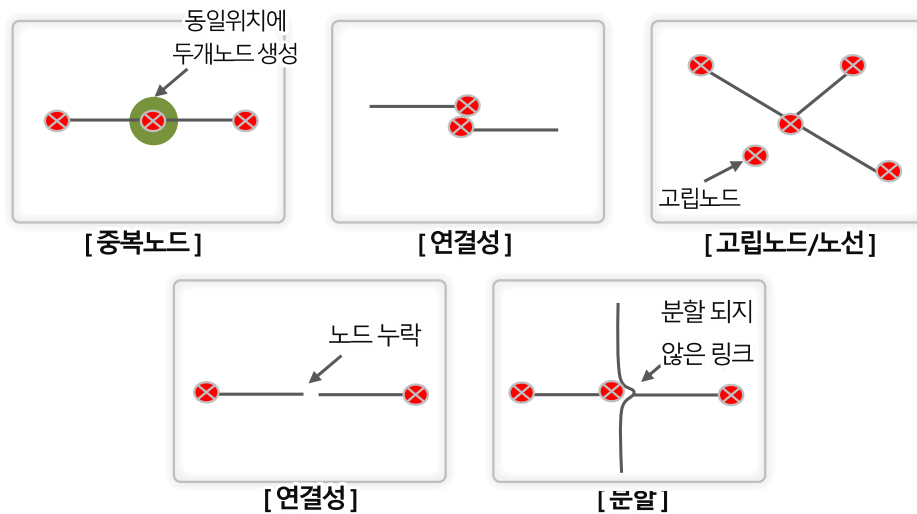 동일위치에
두개노드 생성
[ 중복노드 ]
[ 연결성 ]
고립노드
[ 고립노드/노선 ]
노드 누락
[ 연결성 ]
분할 되지
않은 링크
[ 분할 ]